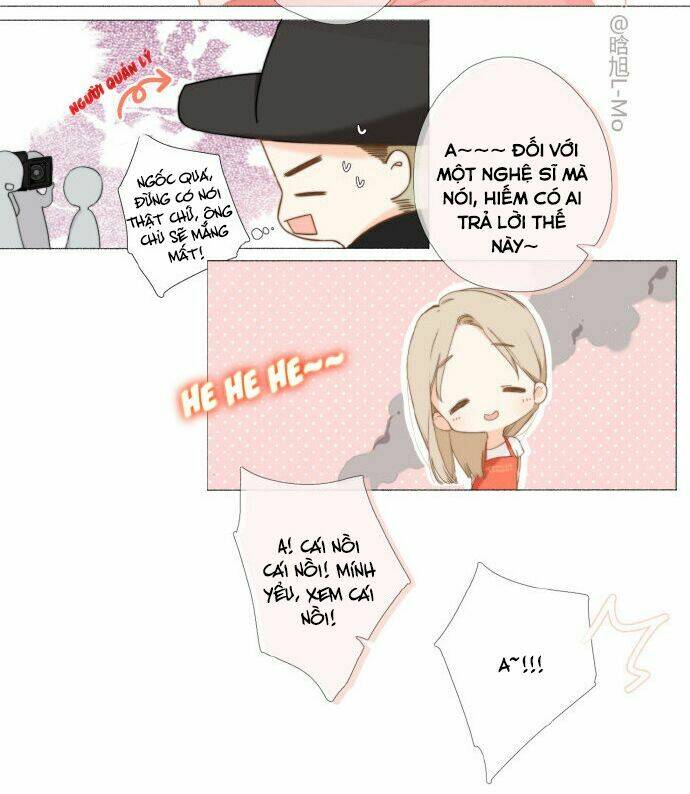 @晗旭L-Mo
NGƯỜI QUẢN LÝ
A~~~ ĐỐI VỚI
MỘT NGHỆ SĨ MÀ
NÓI, HIẾM CÓ AI
TRẢ LỜI THẾ
NÀY~
NGỐC QUÁ,
ĐỪNG CÓ NÓI
THẬT CHỨ, ÔNG
CHỦ SẼ MẮNG
MẤT!
HE HE HE~~
A! CÁI NỒI
CÁI NỒI! MÍNH
YỂU, XEM CÁI
NỒI!
A~!!!